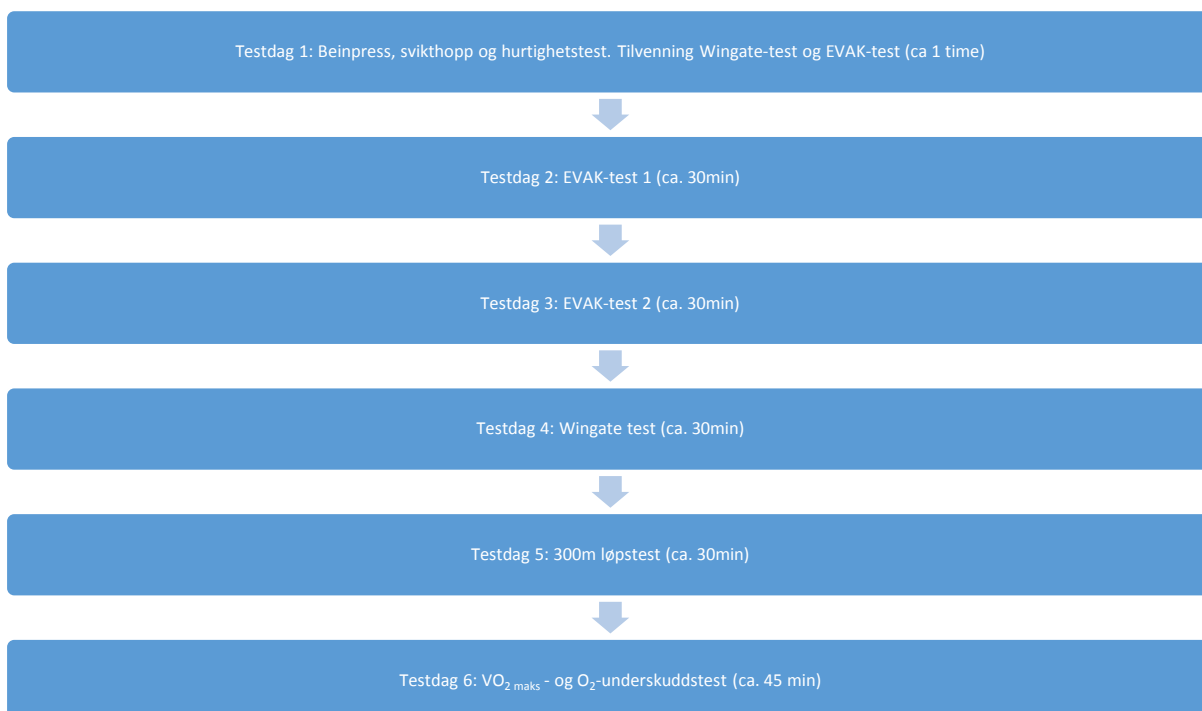 Testdag 1: Beinpress, svikthopp og hurtighetstest. Tilvenning Wingate-test og EVAK-test (ca 1 time)
Testdag 2: EVAK-test 1 (ca. 30min)
Testdag 3: EVAK-test 2 (ca. 30min)
Testdag 4: Wingate test (ca. 30min)
Testdag 5: 300m løpstest (ca. 30min)
Testdag 6: VO₂ maks - og O₂-underskuddstest (ca. 45 min)